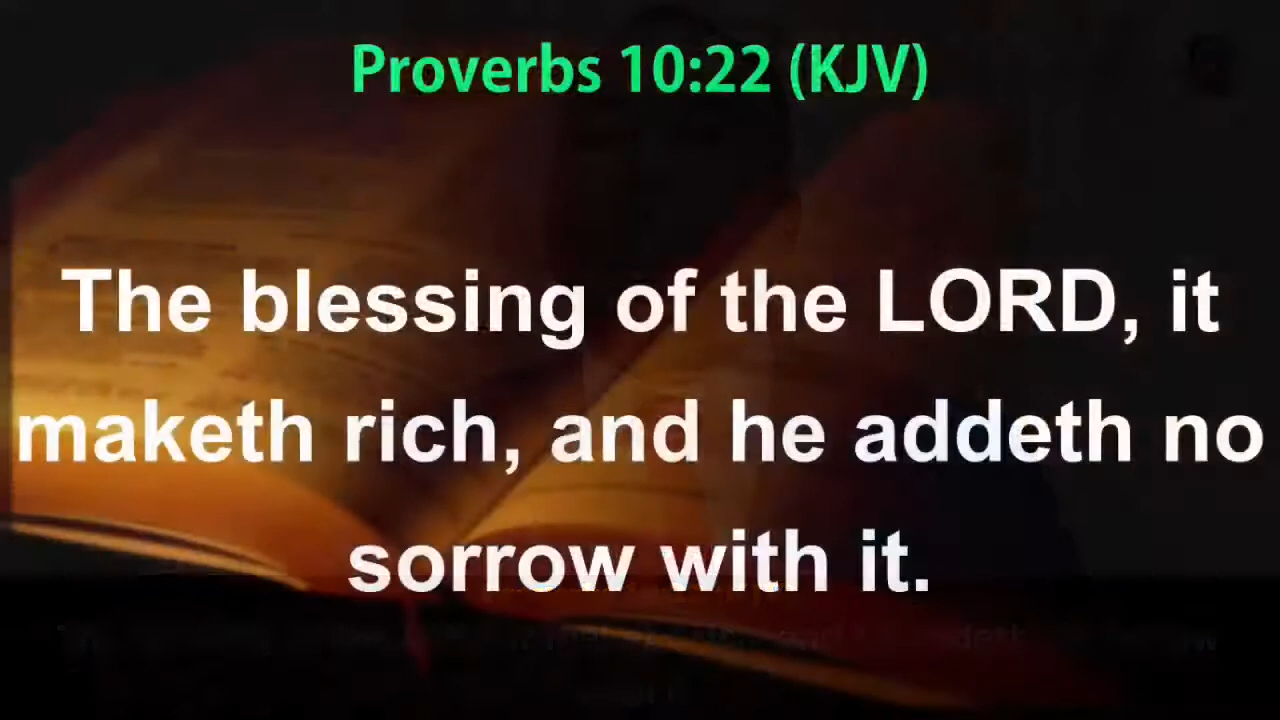 Proverbs 10:22 (KJV)
The blessing of the LORD, it
maketh rich, and he addeth no
sorrow with it.